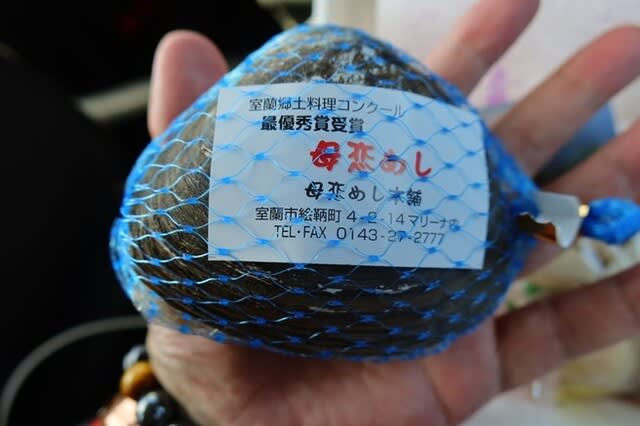 室蘭郷土料理コンクール
最優秀賞受賞
母恋めし
母恋めし本舗
室蘭市絵鞆町4-2-14マリーナ内
TEL・FAX 0143-27-2777